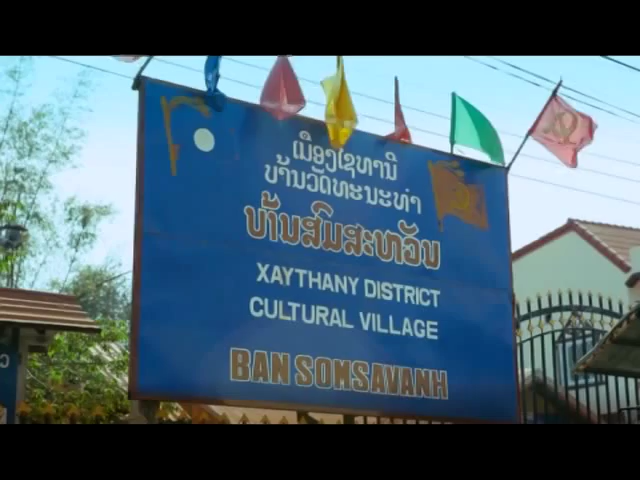 ເມືອງໄຊທານີ
ບ້ານວັດທະນະທຳ
ບ້ານສົມສະຫວັນ
XAYTHANY DISTRICT
CULTURAL VILLAGE
BAN SOMSAVANH